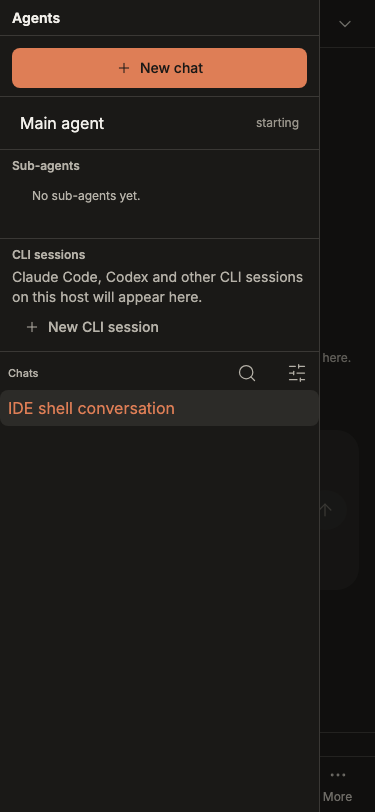 Agents
New chat
Main agent
starting
Sub-agents
No sub-agents yet.
CLI sessions
Claude Code, Codex and other CLI sessions
on this host will appear here.
New CLI session
here.
Chats
IDE shell conversation
More